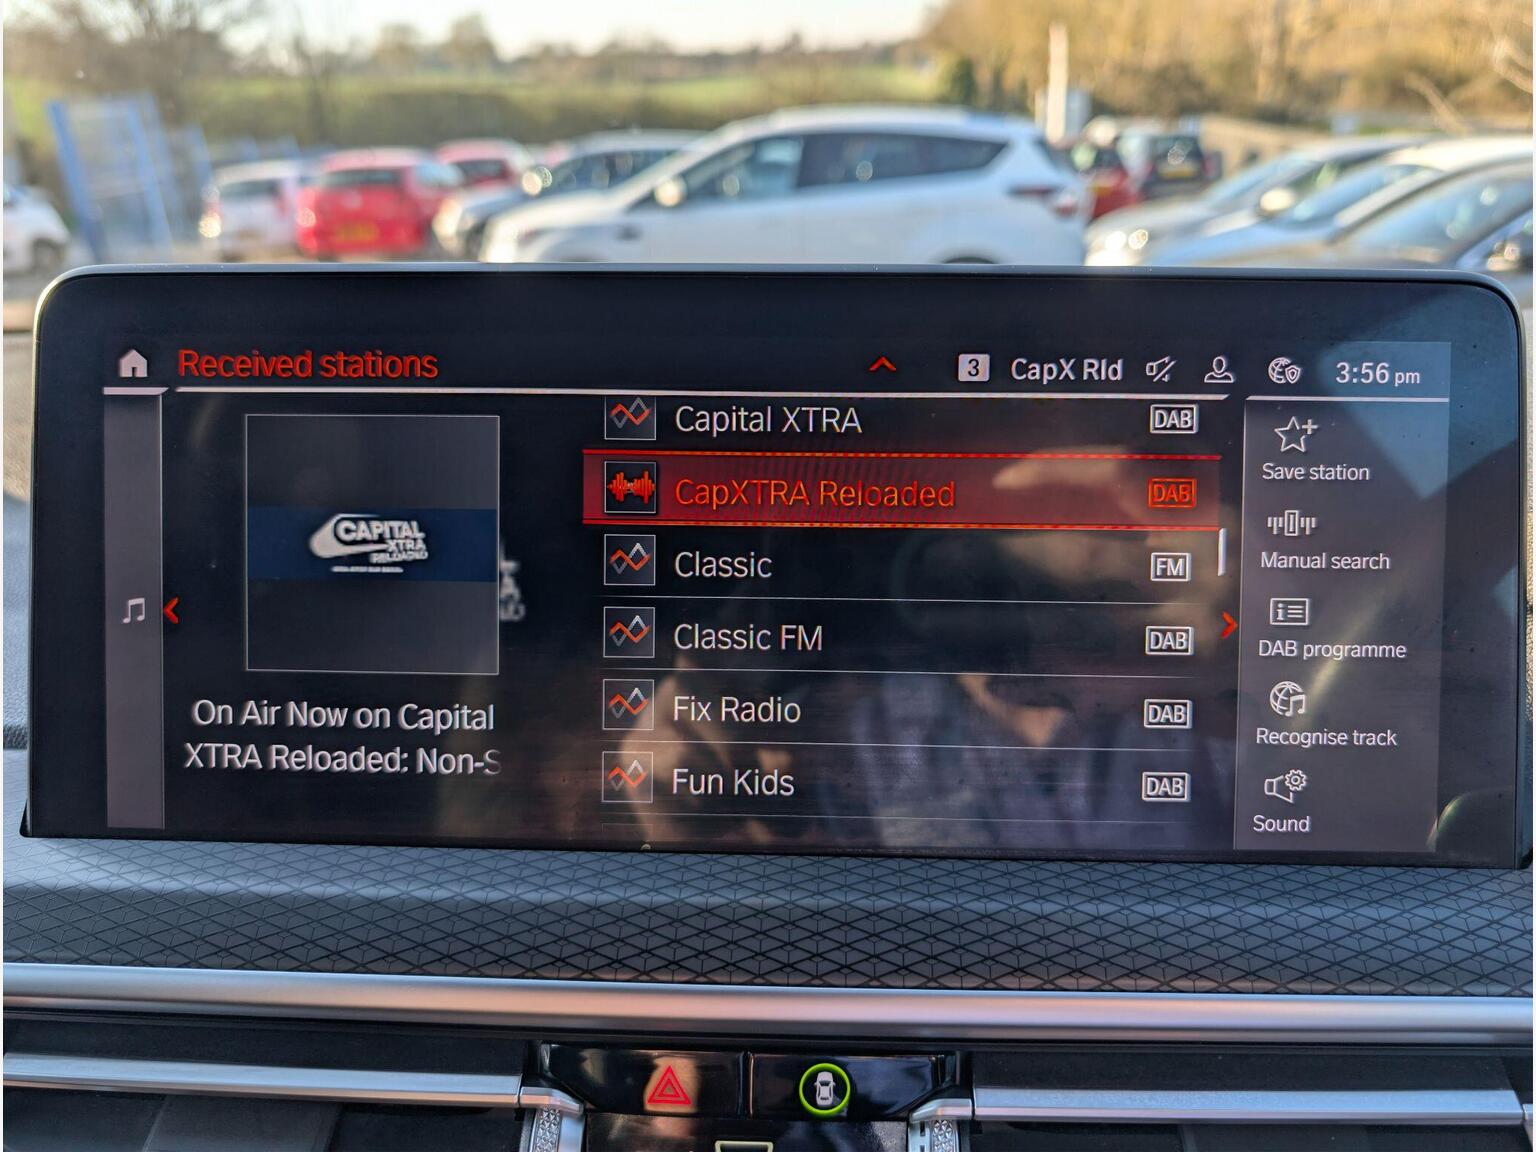 Received stations
3 CapX Rld 3:56 pm
Capital XTRA DAB
CapXTRA Reloaded DAB
Classic FM
Classic FM DAB
Fix Radio DAB
Fun Kids DAB
CAPITAL
XTRA
RELOADED
On Air Now on Capital
XTRA Reloaded: Non-S
Save station
Manual search
DAB programme
Recognise track
Sound